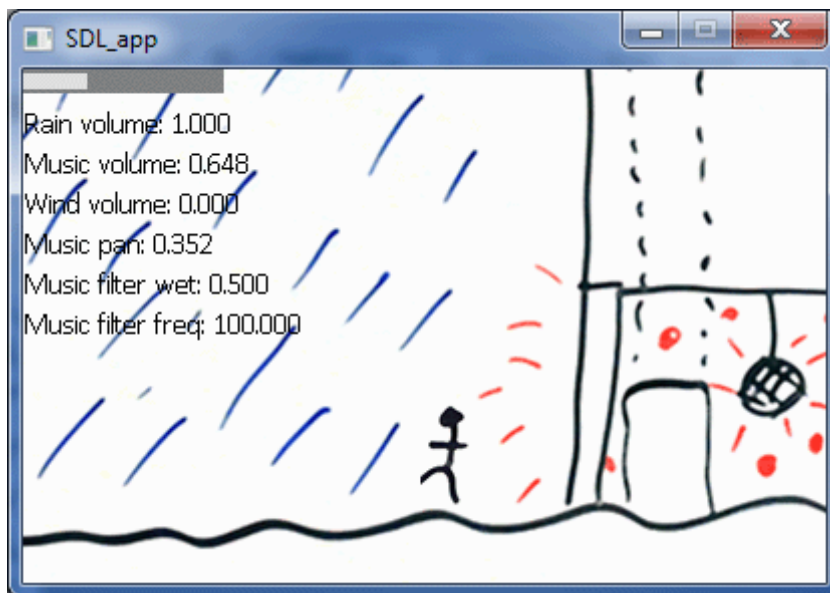 SDL_app
Rain volume: 1.000
Music volume: 0.648
Wind volume: 0.000
Music pan: 0.352
Music filter wet: 0.500
Music filter freq: 100.000